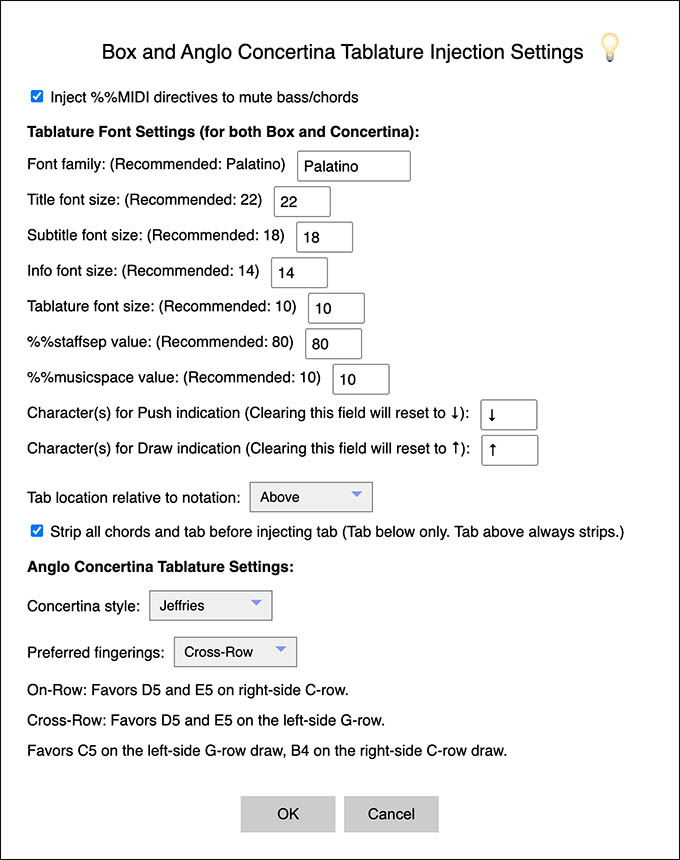 Box and Anglo Concertina Tablature Injection Settings
Inject %%MIDI directives to mute bass/chords
Tablature Font Settings (for both Box and Concertina):
Font family: (Recommended: Palatino) Palatino
Title font size: (Recommended: 22) 22
Subtitle font size: (Recommended: 18) 18
Info font size: (Recommended: 14) 14
Tablature font size: (Recommended: 10) 10
%%staffsep value: (Recommended: 80) 80
%%musicspace value: (Recommended: 10) 10
Character(s) for Push indication (Clearing this field will reset to ↓): ↓
Character(s) for Draw indication (Clearing this field will reset to ↑): ↑
Tab location relative to notation: Above
Strip all chords and tab before injecting tab (Tab below only. Tab above always strips.)
Anglo Concertina Tablature Settings:
Concertina style: Jeffries
Preferred fingerings: Cross-Row
On-Row: Favors D5 and E5 on right-side C-row.
Cross-Row: Favors D5 and E5 on the left-side G-row.
Favors C5 on the left-side G-row draw, B4 on the right-side C-row draw.
OK Cancel